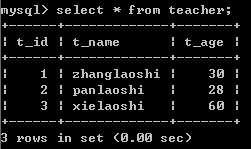 mysql> select * from teacher;
+------+-------------+-------+
| t_id | t_name      | t_age |
+------+-------------+-------+
|    1 | zhanglaoshi |    30 |
|    2 | panlaoshi   |    28 |
|    3 | xielaoshi   |    60 |
+------+-------------+-------+
3 rows in set (0.00 sec)